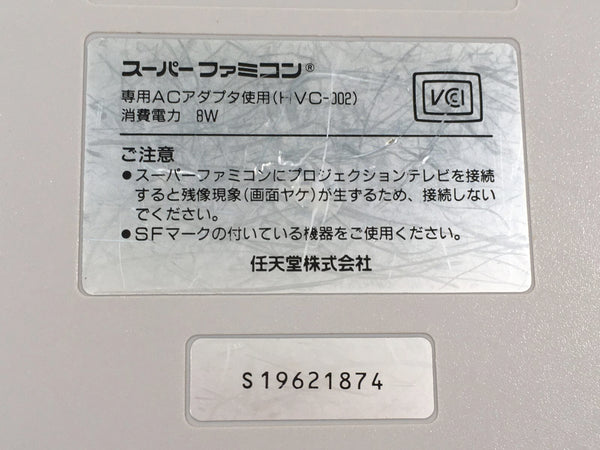 スーパーファミコン®
専用ACアダプタ使用(HVC-002)
消費電力 8W
VCCI
ご注意
●スーパーファミコンにプロジェクションテレビを接続
すると残像現象(画面ヤケ)が生ずるため、接続しない
でください。
●SFマークの付いている機器をご使用ください。
任天堂株式会社
S19621874